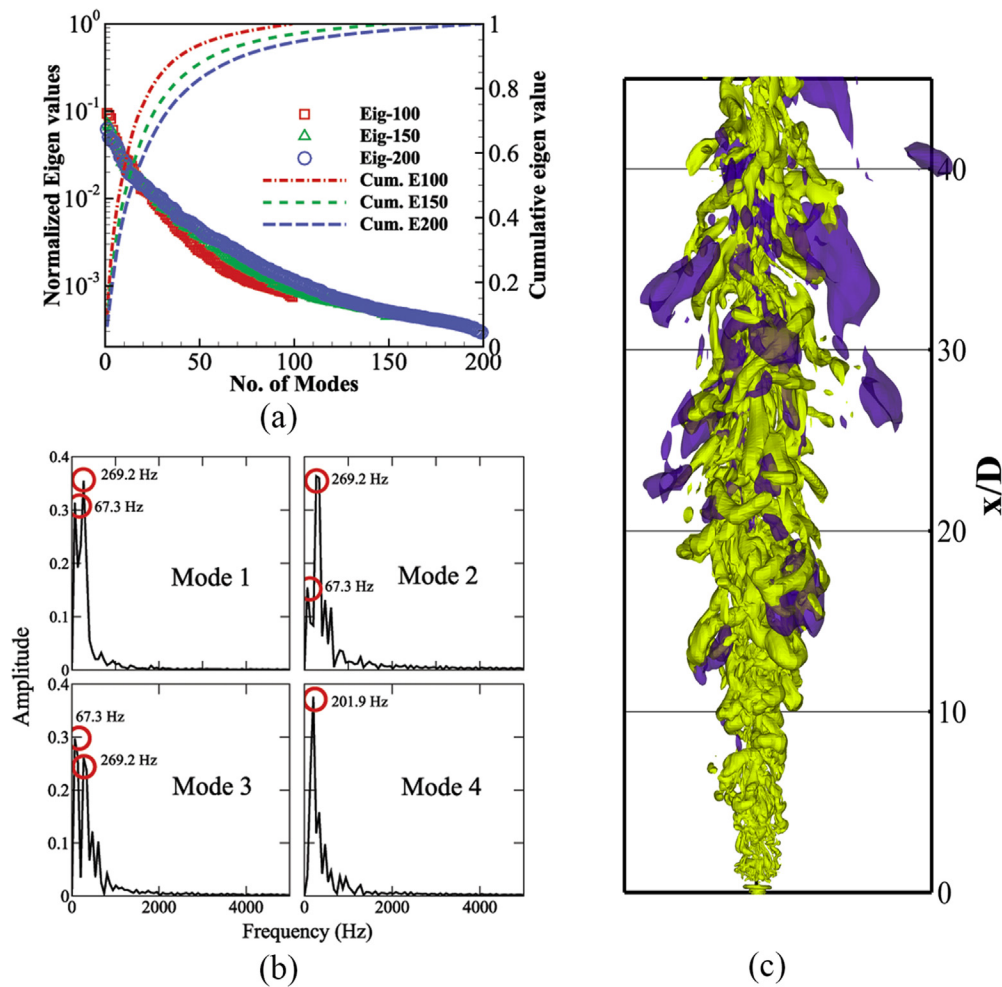 Normalized Eigen values
10^0
10^-1
10^-2
10^-3
0
50
100
150
200
No. of Modes
Eig-100
Eig-150
Eig-200
Cum. E100
Cum. E150
Cum. E200
1
0.8
0.6
0.4
0.2
0
Cumulative eigen value
(a)
Amplitude
0.4
0.3
0.2
0.1
0
269.2 Hz
67.3 Hz
Mode 1
269.2 Hz
67.3 Hz
Mode 2
0.4
0.3
0.2
0.1
0
67.3 Hz
269.2 Hz
Mode 3
201.9 Hz
Mode 4
0
2000
4000
0
2000
4000
Frequency (Hz)
(b)
40
30
20
10
0
x/D
(c)